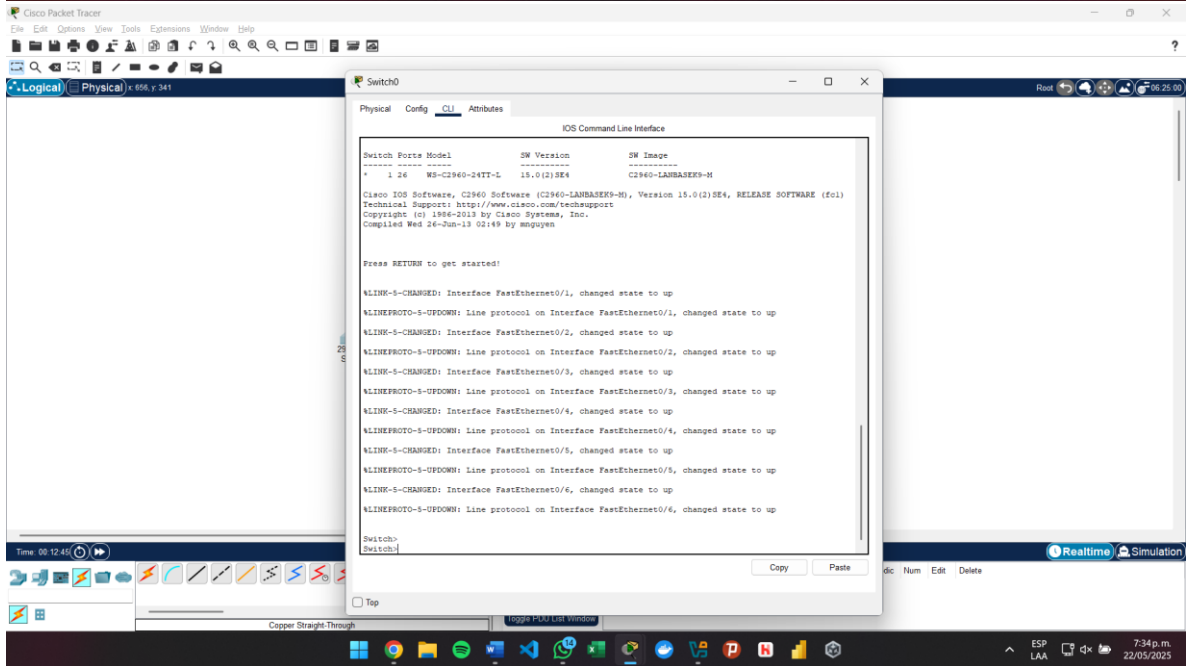 Cisco Packet Tracer
File Edit Options View Tools Extensions Window Help
?
Logical Physical x: 656, y: 341
Root 06:25:00
Switch0
Physical Config CLI Attributes
IOS Command Line Interface
Switch Ports Model SW Version SW Image
------ ----- ----- ---------- ----------
* 1 26 WS-C2960-24TT-L 15.0(2)SE4 C2960-LANBASEK9-M
Cisco IOS Software, C2960 Software (C2960-LANBASEK9-M), Version 15.0(2)SE4, RELEASE SOFTWARE (fc1)
Technical Support: http://www.cisco.com/techsupport
Copyright (c) 1986-2013 by Cisco Systems, Inc.
Compiled Wed 26-Jun-13 02:49 by mnguyen
Press RETURN to get started!
%LINK-5-CHANGED: Interface FastEthernet0/1, changed state to up
%LINEPROTO-5-UPDOWN: Line protocol on Interface FastEthernet0/1, changed state to up
%LINK-5-CHANGED: Interface FastEthernet0/2, changed state to up
%LINEPROTO-5-UPDOWN: Line protocol on Interface FastEthernet0/2, changed state to up
%LINK-5-CHANGED: Interface FastEthernet0/3, changed state to up
%LINEPROTO-5-UPDOWN: Line protocol on Interface FastEthernet0/3, changed state to up
%LINK-5-CHANGED: Interface FastEthernet0/4, changed state to up
%LINEPROTO-5-UPDOWN: Line protocol on Interface FastEthernet0/4, changed state to up
%LINK-5-CHANGED: Interface FastEthernet0/5, changed state to up
%LINEPROTO-5-UPDOWN: Line protocol on Interface FastEthernet0/5, changed state to up
%LINK-5-CHANGED: Interface FastEthernet0/6, changed state to up
%LINEPROTO-5-UPDOWN: Line protocol on Interface FastEthernet0/6, changed state to up
Switch>
Switch>
29
S
Copy Paste
Top
Time: 00:12:45
Realtime Simulation
dic Num Edit Delete
Toggle PDU List Window
Copper Straight-Through
ESP
LAA
7:34 p.m.
22/05/2025